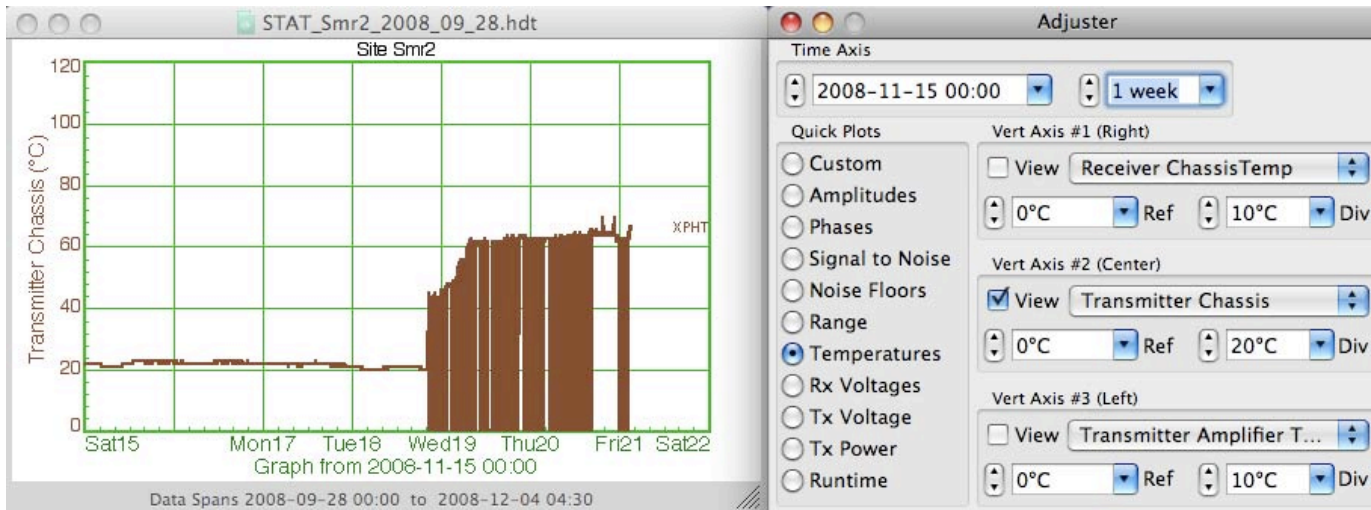 STAT_Smr2_2008_09_28.hdt
Site Smr2
120
100
80
60
40
20
0
Transmitter Chassis (°C)
XPHT
Sat15 Mon17 Tue18 Wed19 Thu20 Fri21 Sat22
Graph from 2008-11-15 00:00
Data Spans 2008-09-28 00:00 to 2008-12-04 04:30
Adjuster
Time Axis
2008-11-15 00:00 1 week
Quick Plots
Custom
Amplitudes
Phases
Signal to Noise
Noise Floors
Range
Temperatures
Rx Voltages
Tx Voltage
Tx Power
Runtime
Vert Axis #1 (Right)
View Receiver ChassisTemp
0°C Ref 10°C Div
Vert Axis #2 (Center)
View Transmitter Chassis
0°C Ref 20°C Div
Vert Axis #3 (Left)
View Transmitter Amplifier T...
0°C Ref 10°C Div